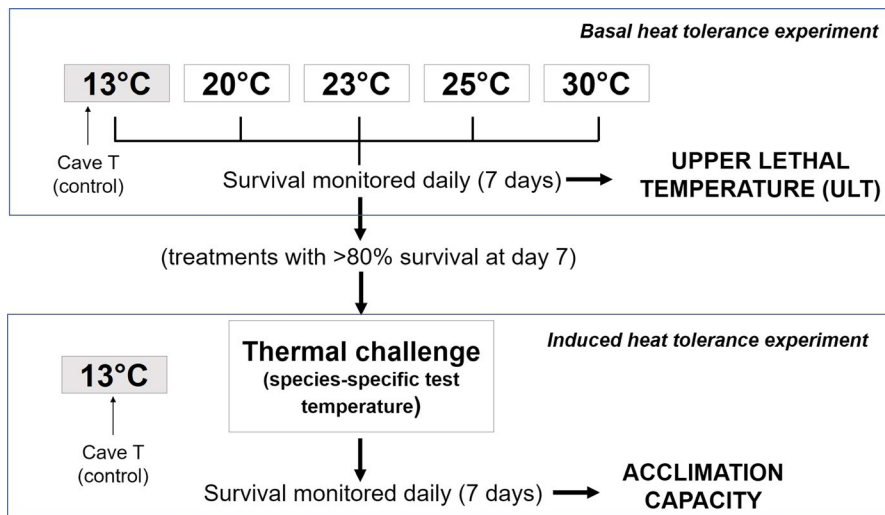 Basal heat tolerance experiment
13°C 20°C 23°C 25°C 30°C
Cave T
(control)
Survival monitored daily (7 days)
UPPER LETHAL
TEMPERATURE (ULT)
(treatments with >80% survival at day 7)
Induced heat tolerance experiment
13°C
Cave T
(control)
Thermal challenge
(species-specific test
temperature)
Survival monitored daily (7 days)
ACCLIMATION
CAPACITY